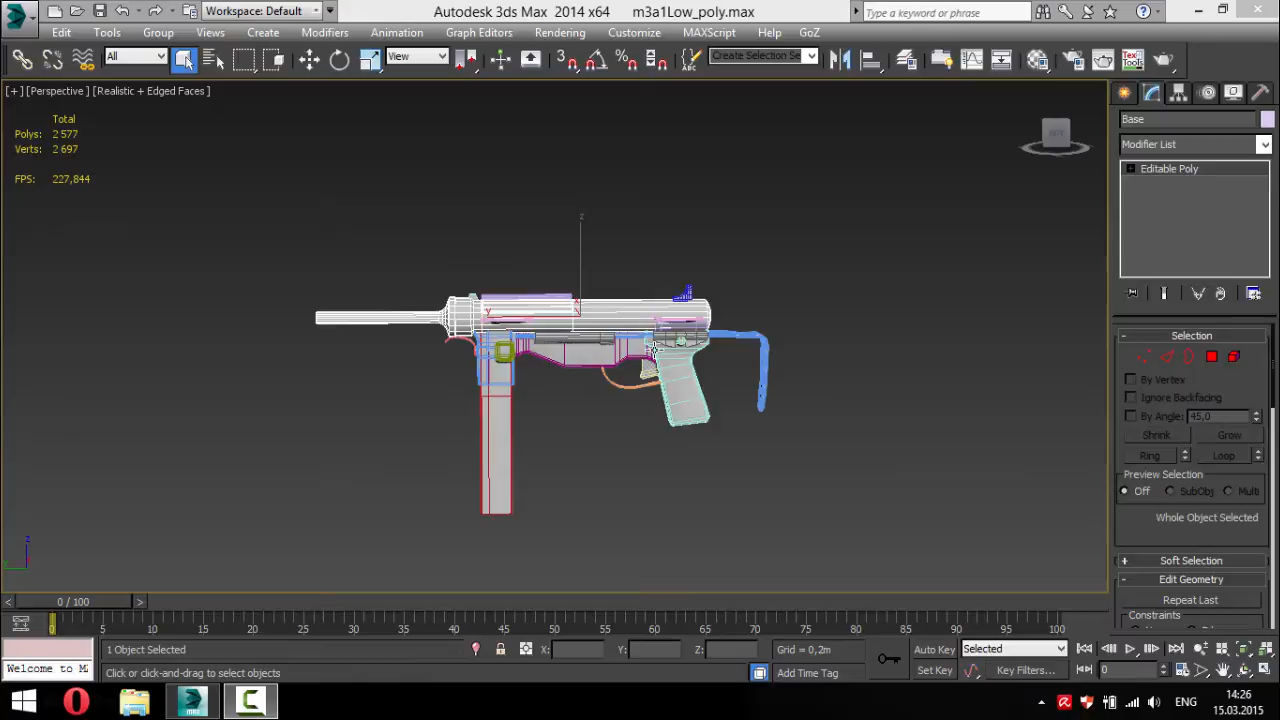 Workspace: Default
Autodesk 3ds Max 2014 x64 m3a1Low_poly.max
Type a keyword or phrase
Edit Tools Group Views Create Modifiers Animation Graph Editors Rendering Customize MAXScript Help GoZ
All
View
3
Create Selection Se
Tex
Tools
[+] [Perspective] [Realistic + Edged Faces]
Total
Polys: 2 577
Verts: 2 697
FPS: 227,844
z
z
Base
Modifier List
Editable Poly
Selection
By Vertex
Ignore Backfacing
By Angle: 45,0
Shrink Grow
Ring Loop
Preview Selection
Off SubObj Multi
Whole Object Selected
Soft Selection
Edit Geometry
Repeat Last
Constraints
0 / 100
0 5 10 15 20 25 30 35 40 45 50 55 60 65 70 75 80 85 90 95 100
1 Object Selected X: Y: Z: Grid = 0,2m Auto Key Selected
Welcome to MA Click or click-and-drag to select objects Add Time Tag Set Key Key Filters... 0
ENG
14:26
15.03.2015